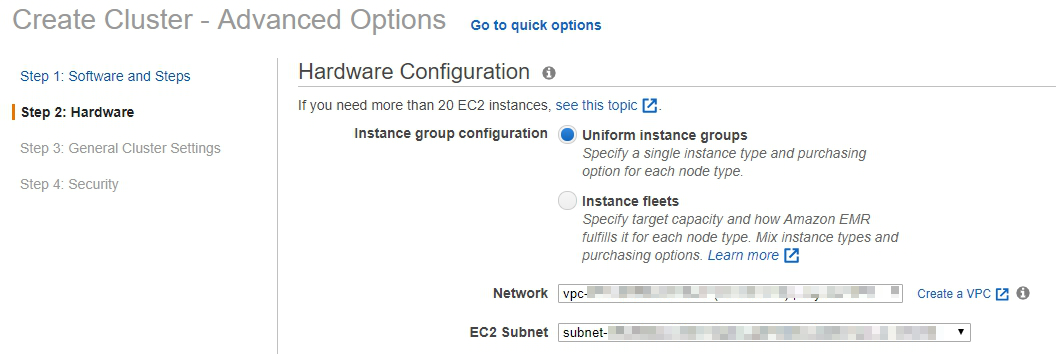 Create Cluster - Advanced Options Go to quick options
Step 1: Software and Steps
Step 2: Hardware
Step 3: General Cluster Settings
Step 4: Security
Hardware Configuration
If you need more than 20 EC2 instances, see this topic.
Instance group configuration Uniform instance groups
Specify a single instance type and purchasing
option for each node type.
Instance fleets
Specify target capacity and how Amazon EMR
fulfills it for each node type. Mix instance types and
purchasing options. Learn more
Network vpc- Create a VPC
EC2 Subnet subnet-